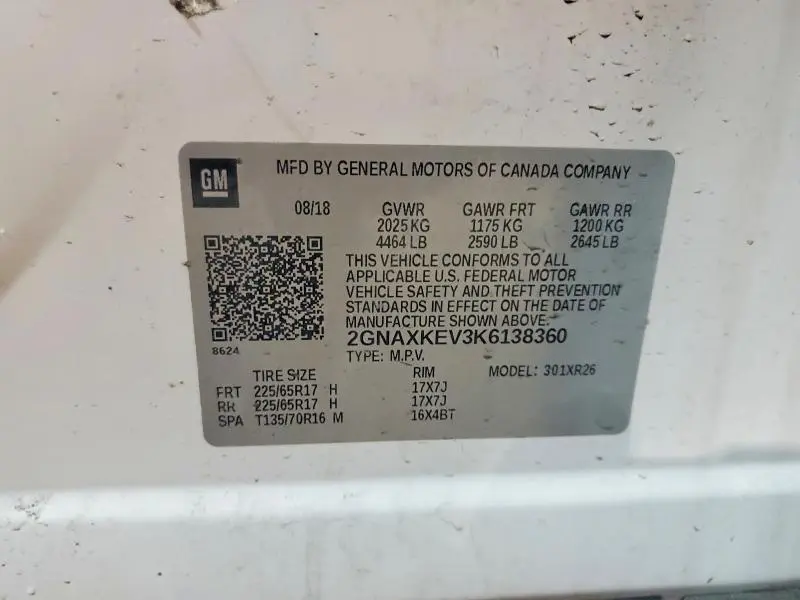 GM
MFD BY GENERAL MOTORS OF CANADA COMPANY
08/18 GVWR GAWR FRT GAWR RR
2025 KG 1175 KG 1200 KG
4464 LB 2590 LB 2645 LB
THIS VEHICLE CONFORMS TO ALL
APPLICABLE U.S. FEDERAL MOTOR
VEHICLE SAFETY AND THEFT PREVENTION
STANDARDS IN EFFECT ON THE DATE OF
MANUFACTURE SHOWN ABOVE.
8624
2GNAXKEV3K6138360
TYPE: M.P.V.
TIRE SIZE RIM MODEL: 301XR26
FRT 225/65R17 H 17X7J
RR 225/65R17 H 17X7J
SPA T135/70R16 M 16X4BT